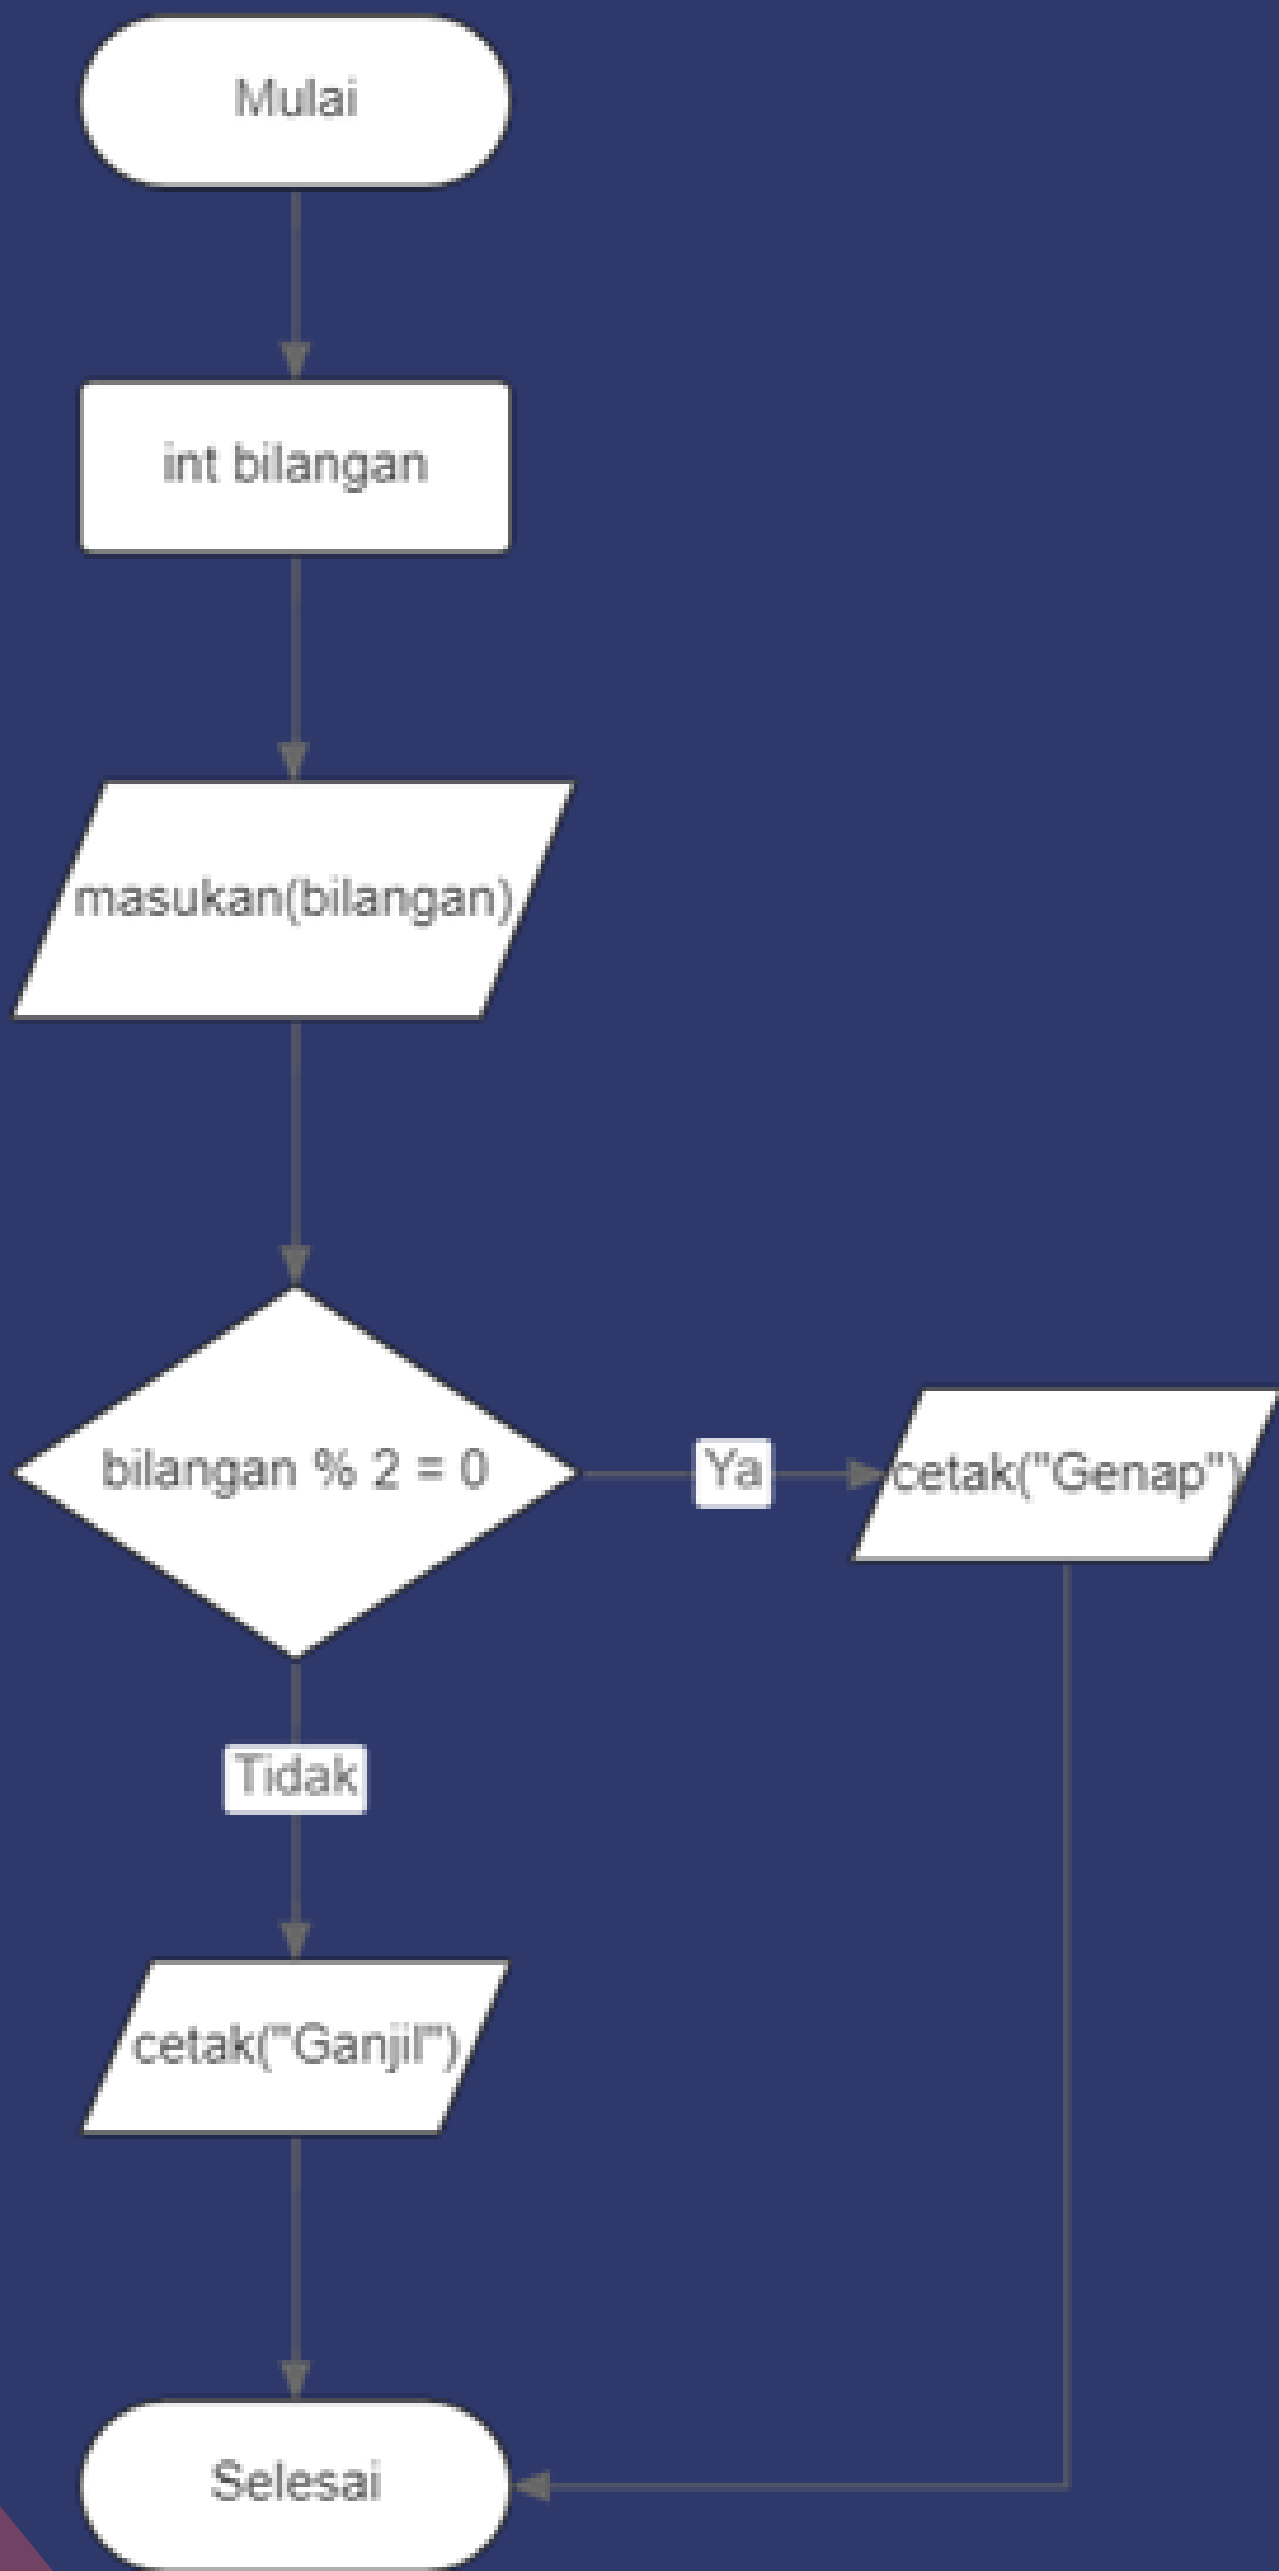 Mulai
int bilangan
masukan(bilangan)
bilangan % 2 = 0
Ya
cetak("Genap")
Tidak
cetak("Ganjil")
Selesai